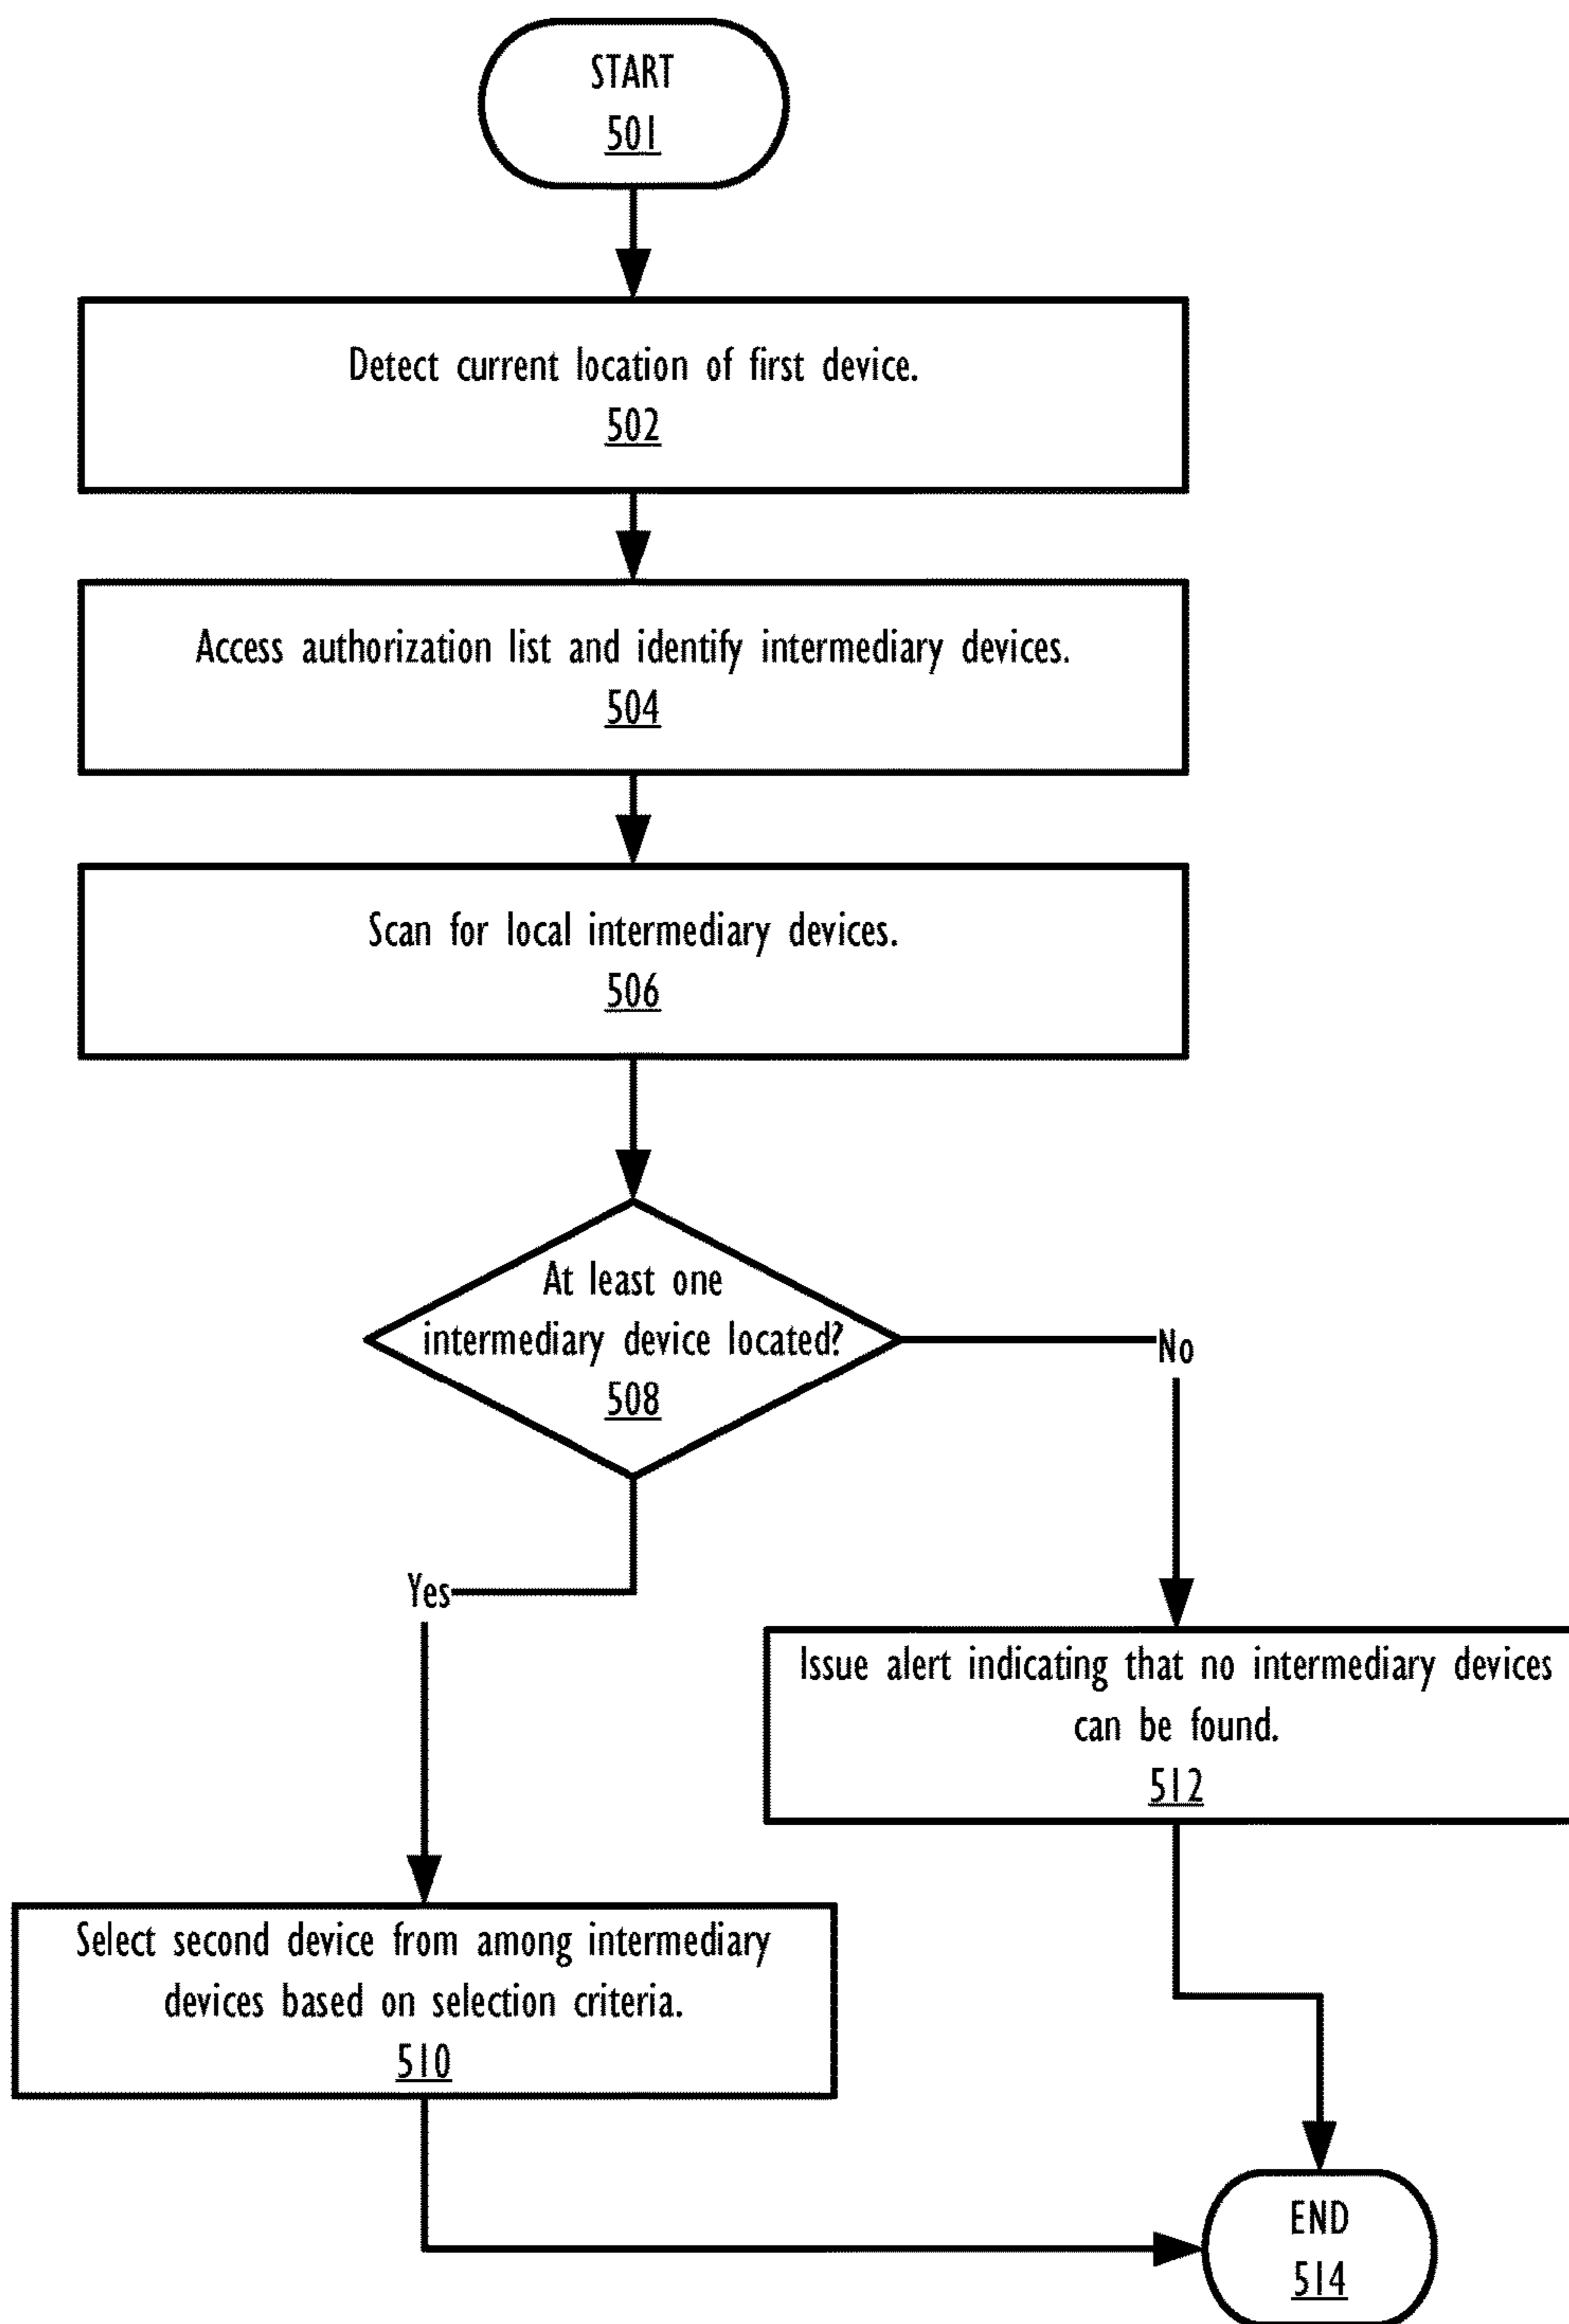 START
501
Detect current location of first device.
502
Access authorization list and identify intermediary devices.
504
Scan for local intermediary devices.
506
At least one
intermediary device located?
508
No
Yes
Issue alert indicating that no intermediary devices
can be found.
512
Select second device from among intermediary
devices based on selection criteria.
510
END
514